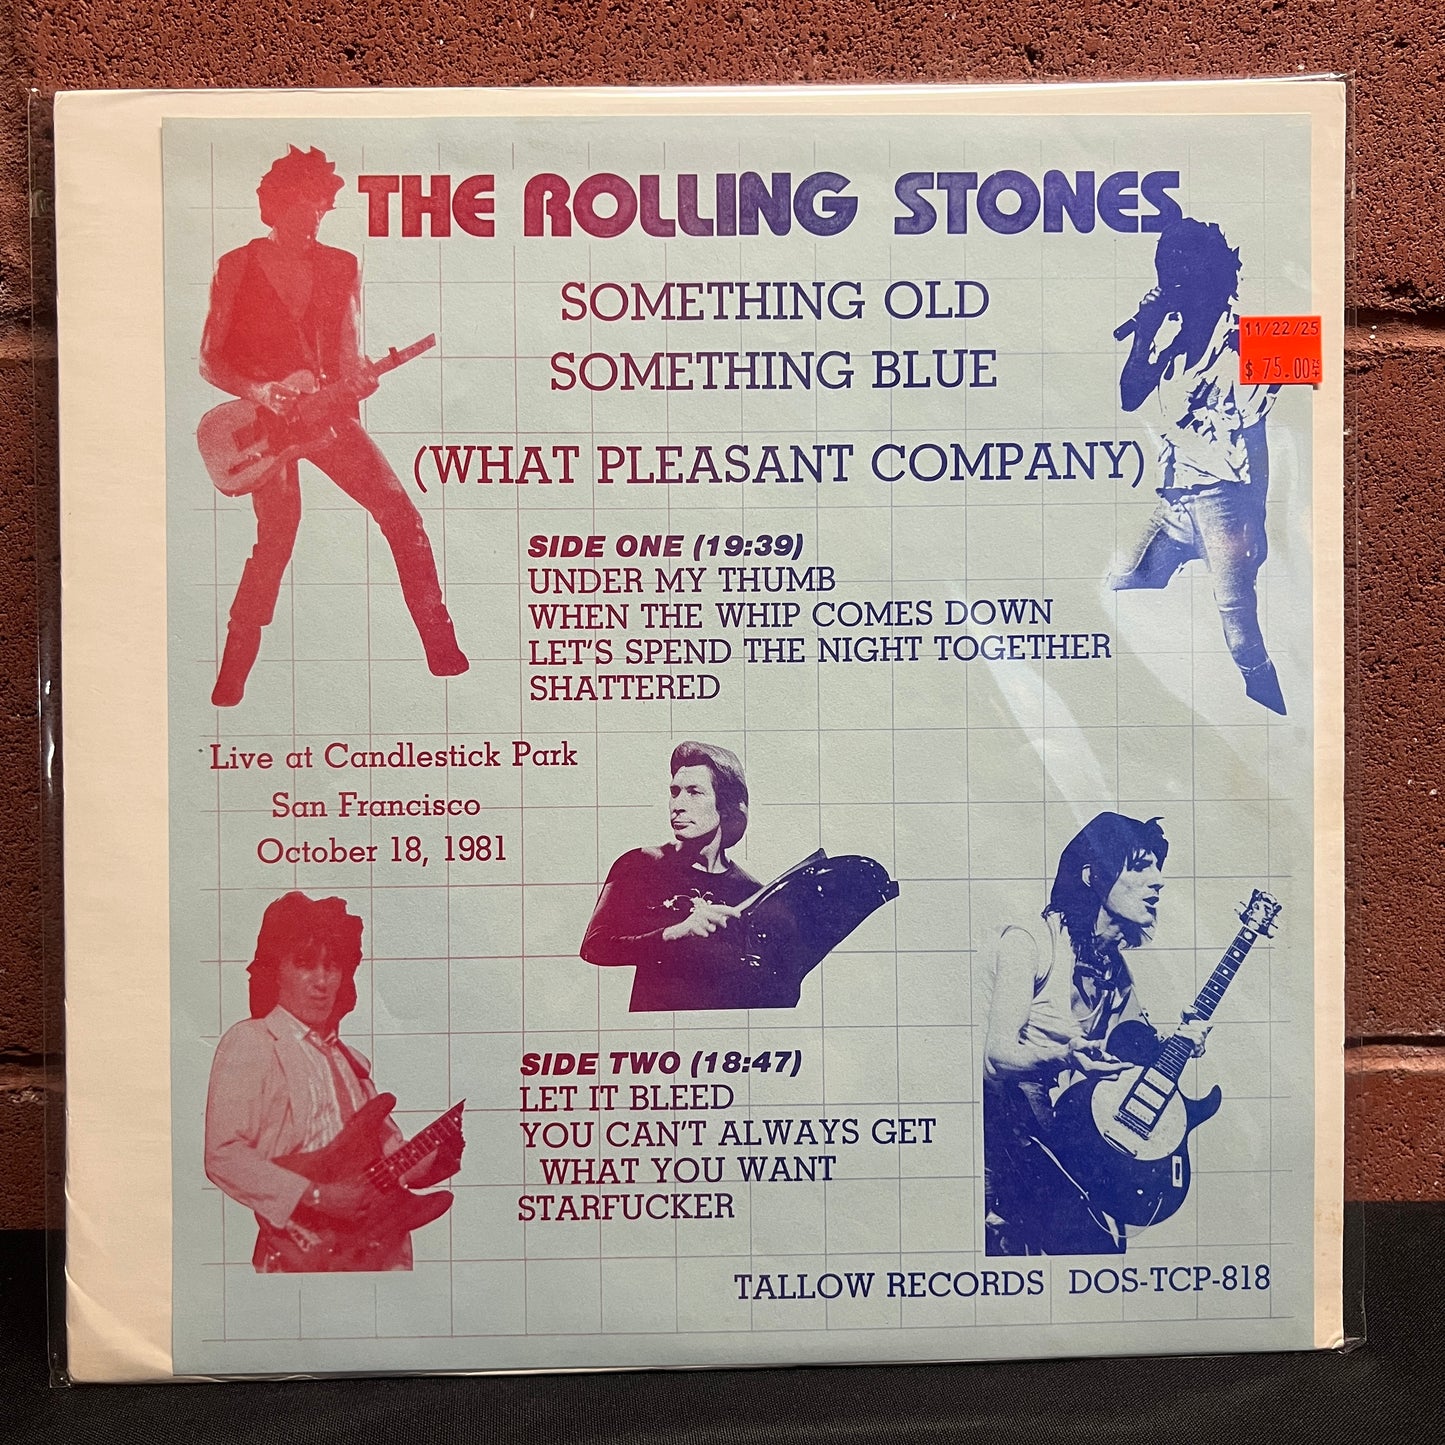 THE ROLLING STONES
SOMETHING OLD
SOMETHING BLUE
(WHAT PLEASANT COMPANY)
11/22/25
$ 75.00
SIDE ONE (19:39)
UNDER MY THUMB
WHEN THE WHIP COMES DOWN
LET'S SPEND THE NIGHT TOGETHER
SHATTERED
Live at Candlestick Park
San Francisco
October 18, 1981
SIDE TWO (18:47)
LET IT BLEED
YOU CAN'T ALWAYS GET
WHAT YOU WANT
STARFUCKER
TALLOW RECORDS DOS-TCP-818